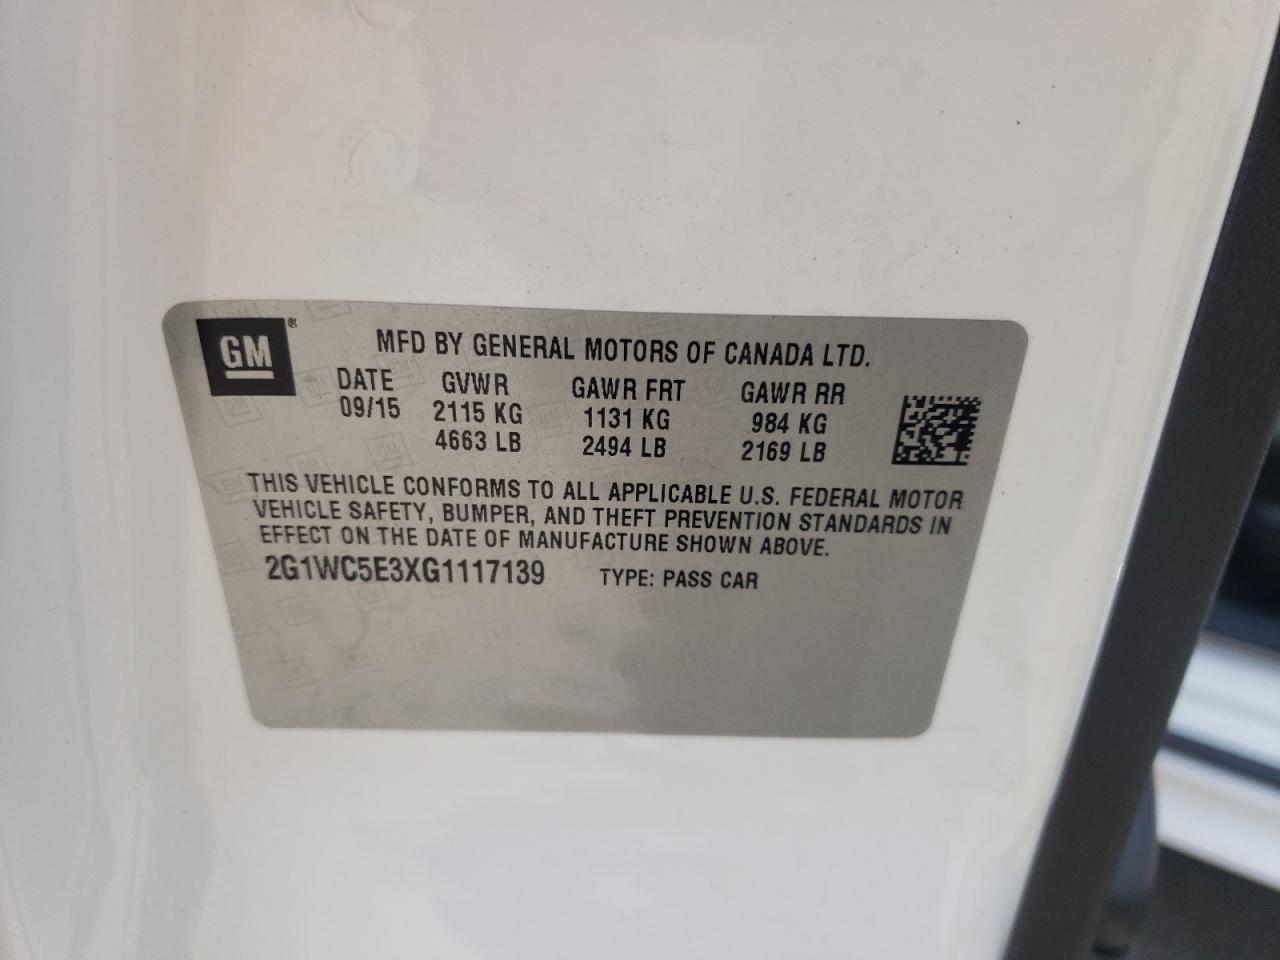 GM®
MFD BY GENERAL MOTORS OF CANADA LTD.
DATE GVWR GAWR FRT GAWR RR
09/15 2115 KG 1131 KG 984 KG
4663 LB 2494 LB 2169 LB
THIS VEHICLE CONFORMS TO ALL APPLICABLE U.S. FEDERAL MOTOR
VEHICLE SAFETY, BUMPER, AND THEFT PREVENTION STANDARDS IN
EFFECT ON THE DATE OF MANUFACTURE SHOWN ABOVE.
2G1WC5E3XG1117139 TYPE: PASS CAR